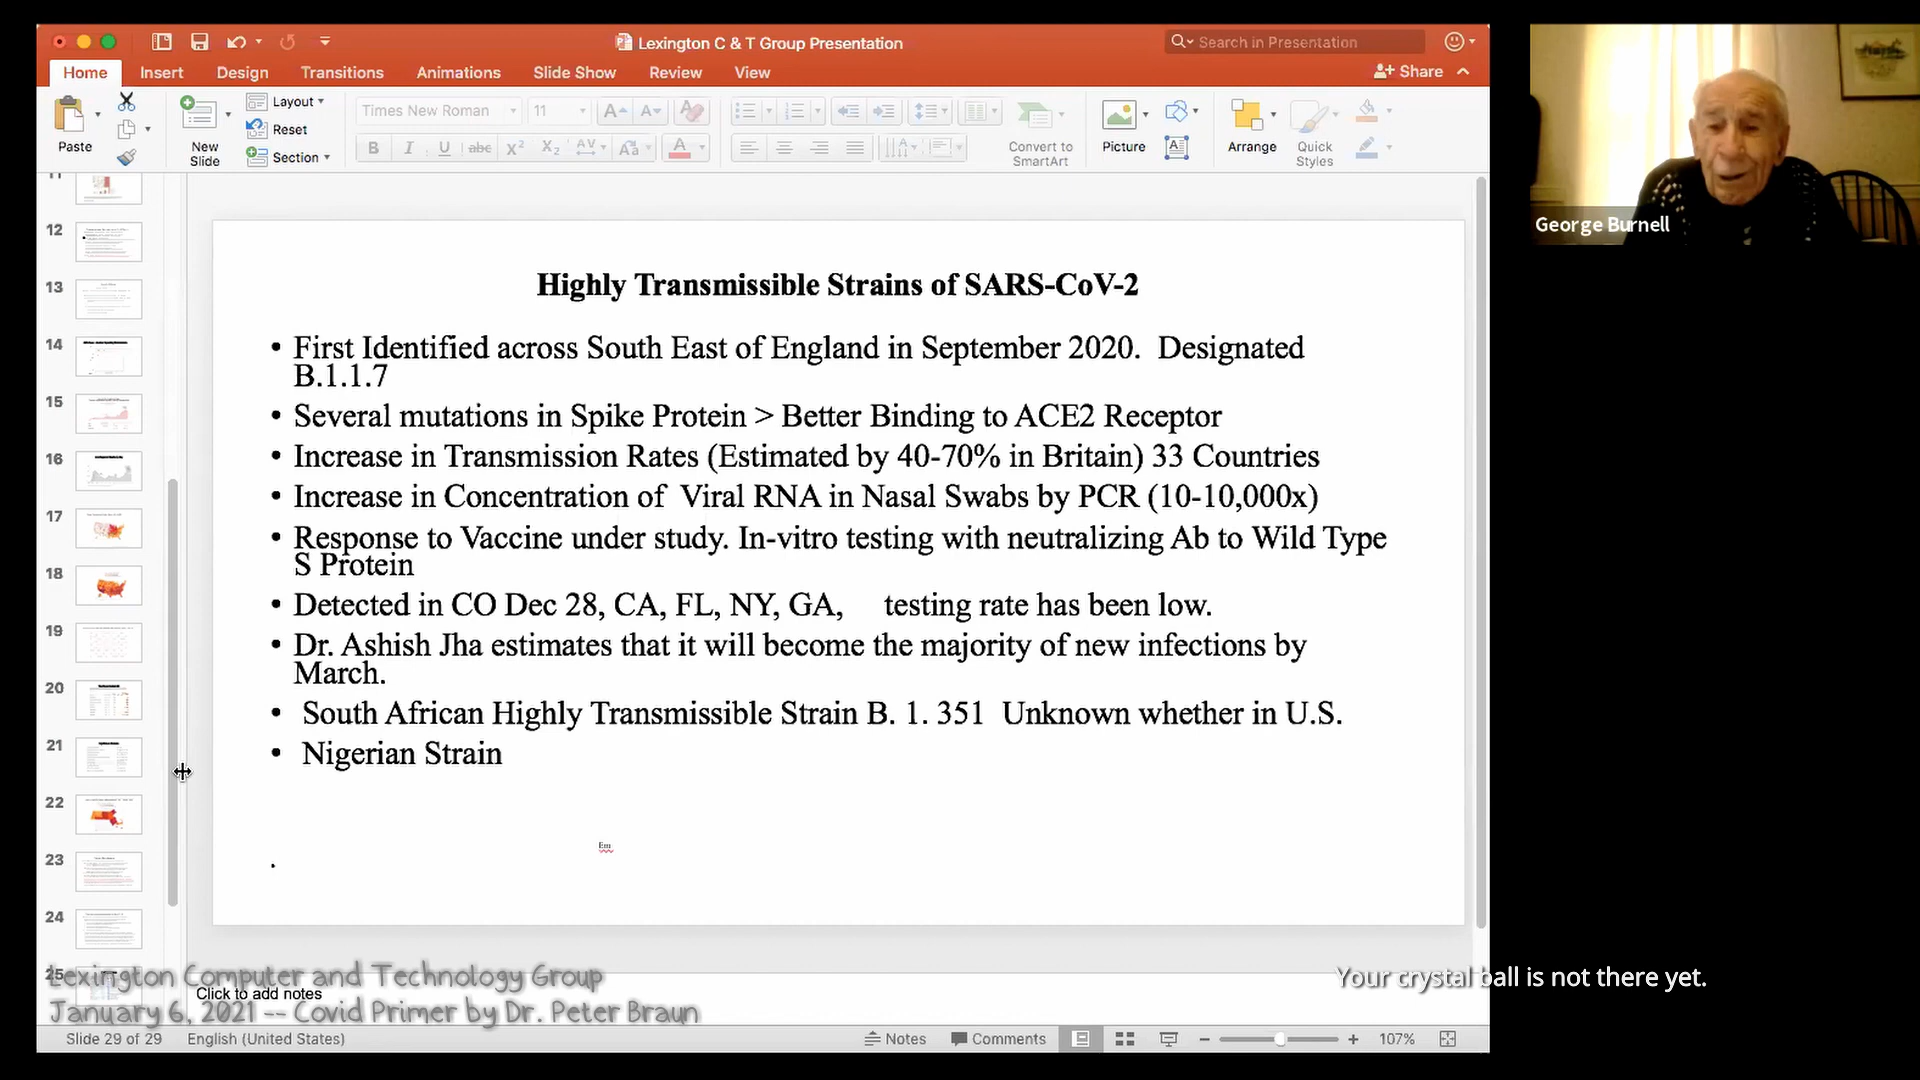 Lexington C & T Group Presentation
Search in Presentation
Home Insert Design Transitions Animations Slide Show Review View
Share
Paste
New Slide
Layout
Reset
Section
Times New Roman 11
B I U abc X² X₂ AV Aa A
Convert to SmartArt
Picture
Arrange
Quick Styles
George Burnell
11
12
13
14
15
16
17
18
19
20
21
22
23
24
25
Highly Transmissible Strains of SARS-CoV-2
• First Identified across South East of England in September 2020. Designated
B.1.1.7
• Several mutations in Spike Protein > Better Binding to ACE2 Receptor
• Increase in Transmission Rates (Estimated by 40-70% in Britain) 33 Countries
• Increase in Concentration of Viral RNA in Nasal Swabs by PCR (10-10,000x)
• Response to Vaccine under study. In-vitro testing with neutralizing Ab to Wild Type
S Protein
• Detected in CO Dec 28, CA, FL, NY, GA, testing rate has been low.
• Dr. Ashish Jha estimates that it will become the majority of new infections by
March.
• South African Highly Transmissible Strain B. 1. 351 Unknown whether in U.S.
• Nigerian Strain
Em
.
Lexington Computer and Technology Group
Click to add notes
January 6, 2021 -- Covid Primer by Dr. Peter Braun
Your crystal ball is not there yet.
Slide 29 of 29 English (United States)
Notes Comments 107%